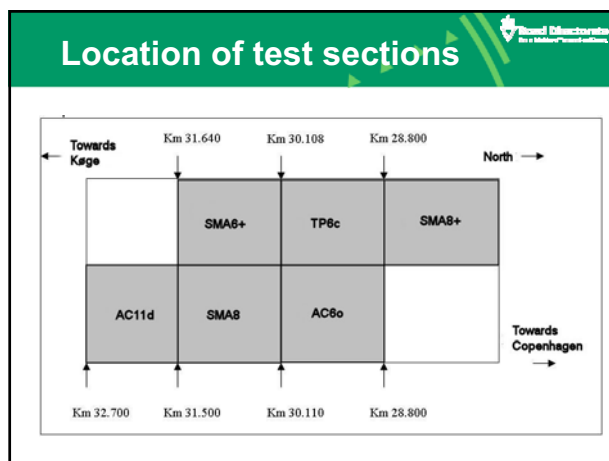 Location of test sections
Road Directorate
Towards
Køge
Km 31.640
Km 30.108
Km 28.800
North
SMA6+
TP6c
SMA8+
AC11d
SMA8
AC6o
Towards
Copenhagen
Km 32.700
Km 31.500
Km 30.110
Km 28.800